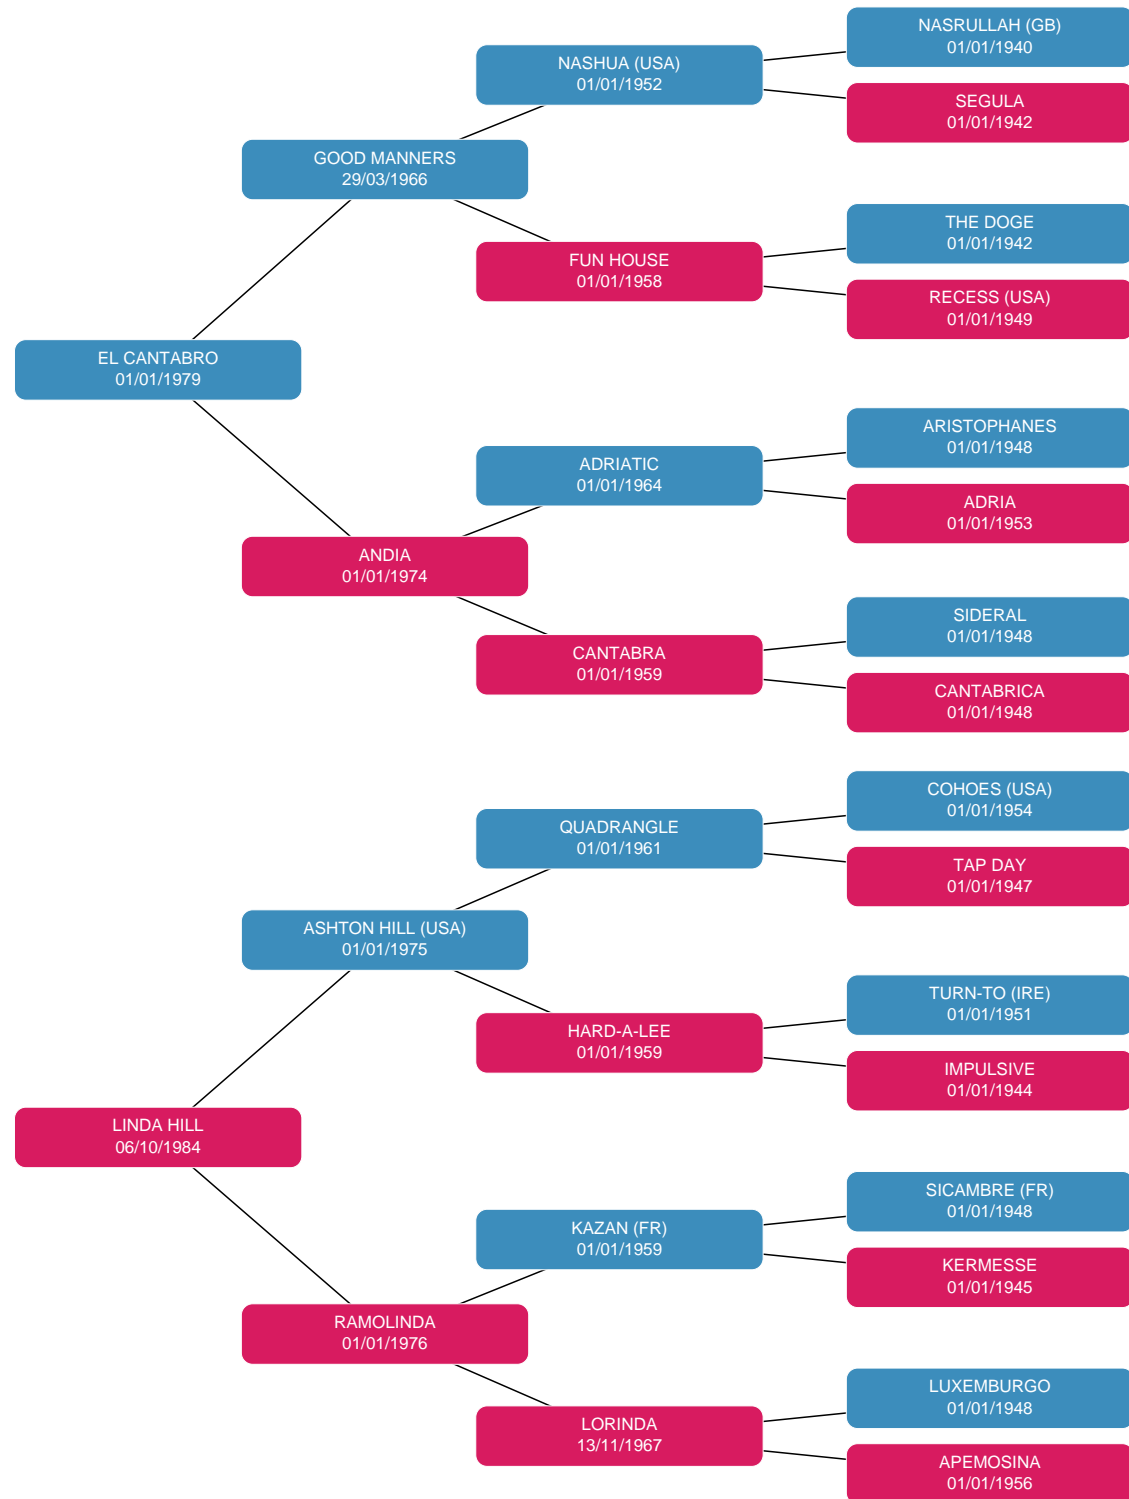 NASRULLAH (GB)
01/01/1940
NASHUA (USA)
01/01/1952
SEGULA
01/01/1942
GOOD MANNERS
29/03/1966
THE DOGE
01/01/1942
FUN HOUSE
01/01/1958
RECESS (USA)
01/01/1949
EL CANTABRO
01/01/1979
ARISTOPHANES
01/01/1948
ADRIATIC
01/01/1964
ADRIA
01/01/1953
ANDIA
01/01/1974
SIDERAL
01/01/1948
CANTABRA
01/01/1959
CANTABRICA
01/01/1948
COHOES (USA)
01/01/1954
QUADRANGLE
01/01/1961
TAP DAY
01/01/1947
ASHTON HILL (USA)
01/01/1975
TURN-TO (IRE)
01/01/1951
HARD-A-LEE
01/01/1959
IMPULSIVE
01/01/1944
LINDA HILL
06/10/1984
SICAMBRE (FR)
01/01/1948
KAZAN (FR)
01/01/1959
KERMESSE
01/01/1945
RAMOLINDA
01/01/1976
LUXEMBURGO
01/01/1948
LORINDA
13/11/1967
APEMOSINA
01/01/1956